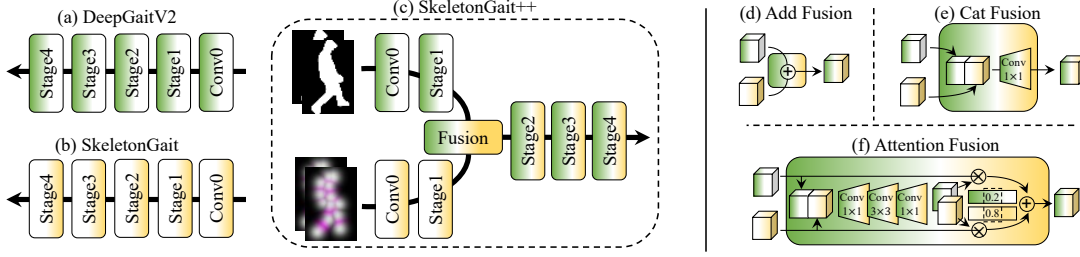 (a) DeepGaitV2
Stage4
Stage3
Stage2
Stage1
Conv0
(b) SkeletonGait
Stage4
Stage3
Stage2
Stage1
Conv0
(c) SkeletonGait++
Conv0
Stage1
Fusion
Conv0
Stage1
Stage2
Stage3
Stage4
(d) Add Fusion
(e) Cat Fusion
Conv
1×1
(f) Attention Fusion
Conv
1×1
Conv
3×3
Conv
1×1
0.2
0.8